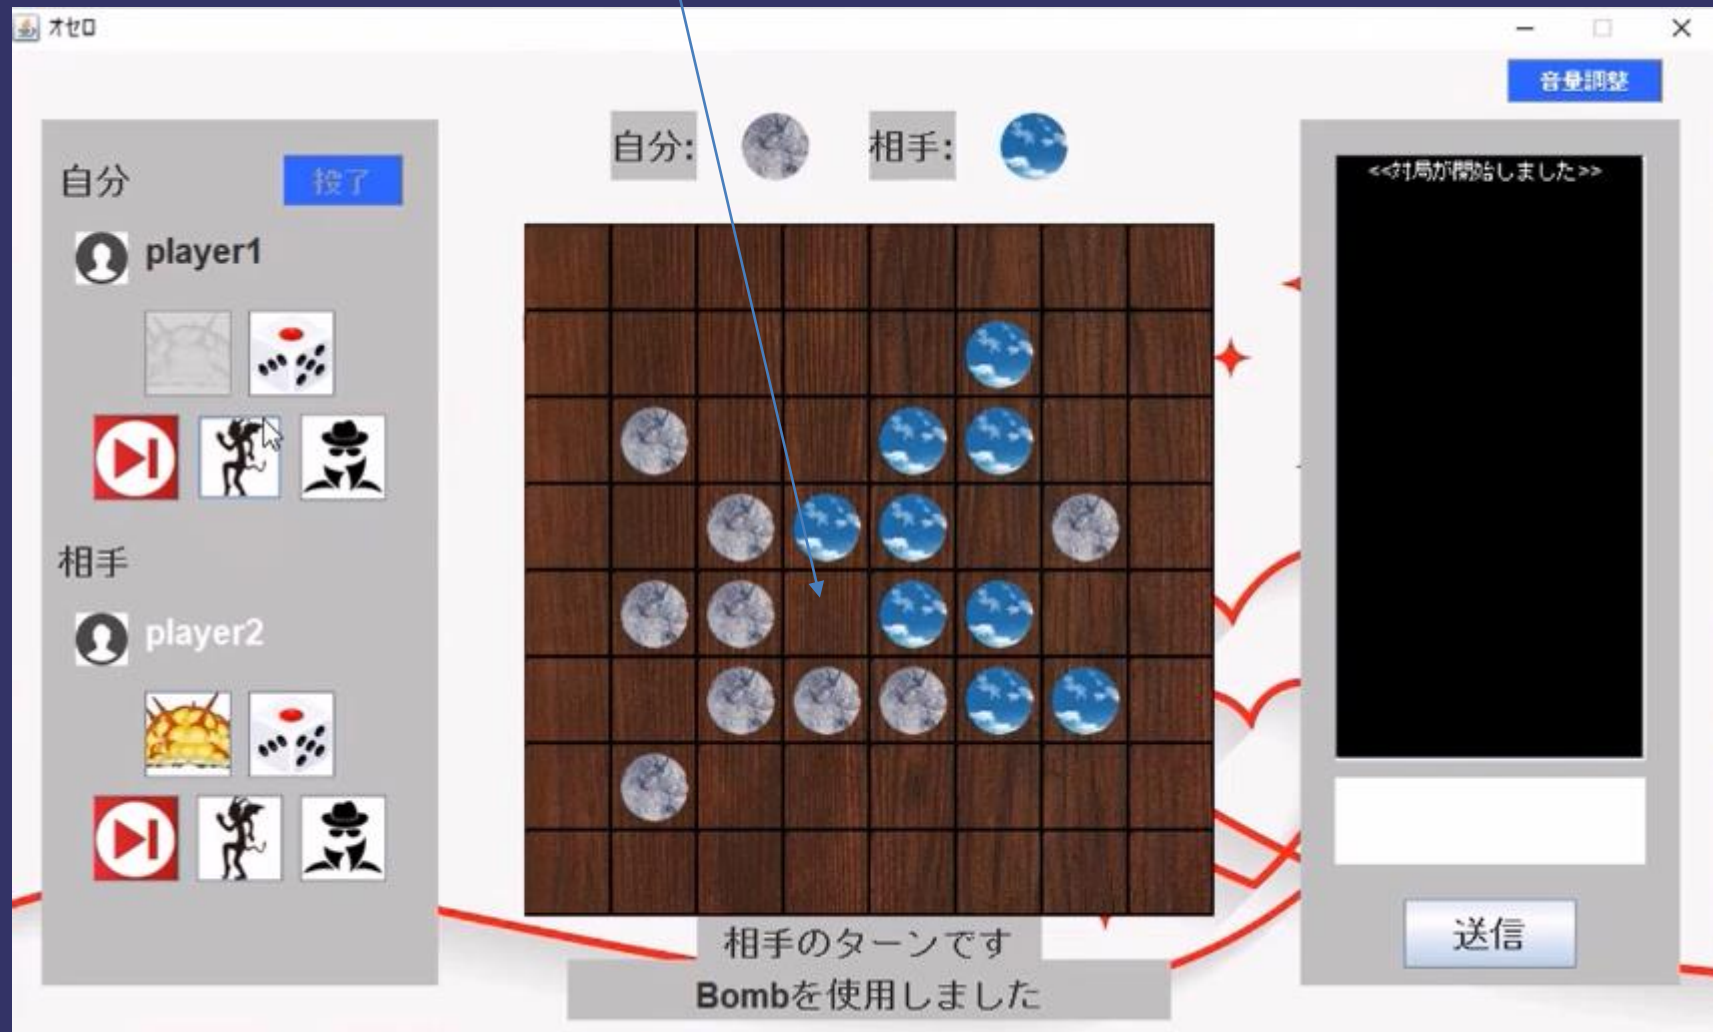 オセロ
音量調整
自分: 相手:
自分 投了
player1
相手
player2
<<対局が開始しました>>
送信
相手のターンです
Bombを使用しました